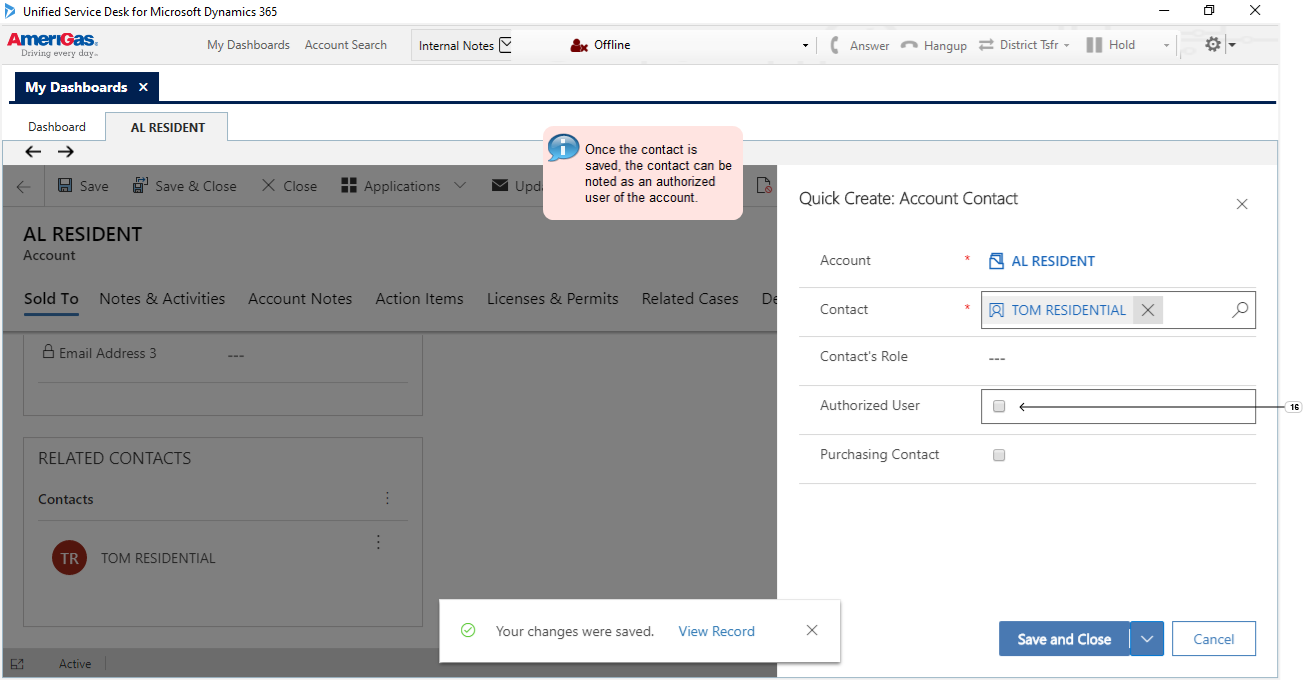 Unified Service Desk for Microsoft Dynamics 365
AmeriGas
Driving every day
My Dashboards
Account Search
Internal Notes
Offline
Answer
Hangup
District Tsfr
Hold
My Dashboards
Dashboard
AL RESIDENT
Once the contact is
saved, the contact can be
noted as an authorized
user of the account.
Save
Save & Close
Close
Applications
AL RESIDENT
Account
Sold To
Notes & Activities
Account Notes
Action Items
Licenses & Permits
Related Cases
Email Address 3
---
RELATED CONTACTS
Contacts
TR
TOM RESIDENTIAL
Active
Quick Create: Account Contact
Account
*
AL RESIDENT
Contact
*
TOM RESIDENTIAL
Contact's Role
---
Authorized User
16
Purchasing Contact
Your changes were saved.
View Record
Save and Close
Cancel